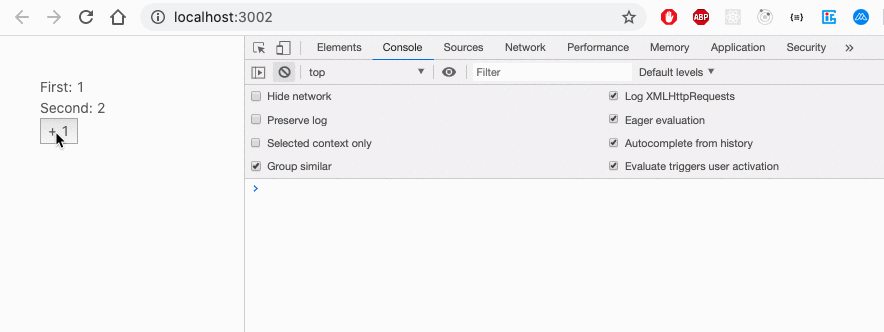 localhost:3002
ABP
First: 1
Second: 2
+ 1
Elements Console Sources Network Performance Memory Application Security »
top Filter Default levels ▼
Hide network Log XMLHttpRequests
Preserve log Eager evaluation
Selected context only Autocomplete from history
Group similar Evaluate triggers user activation